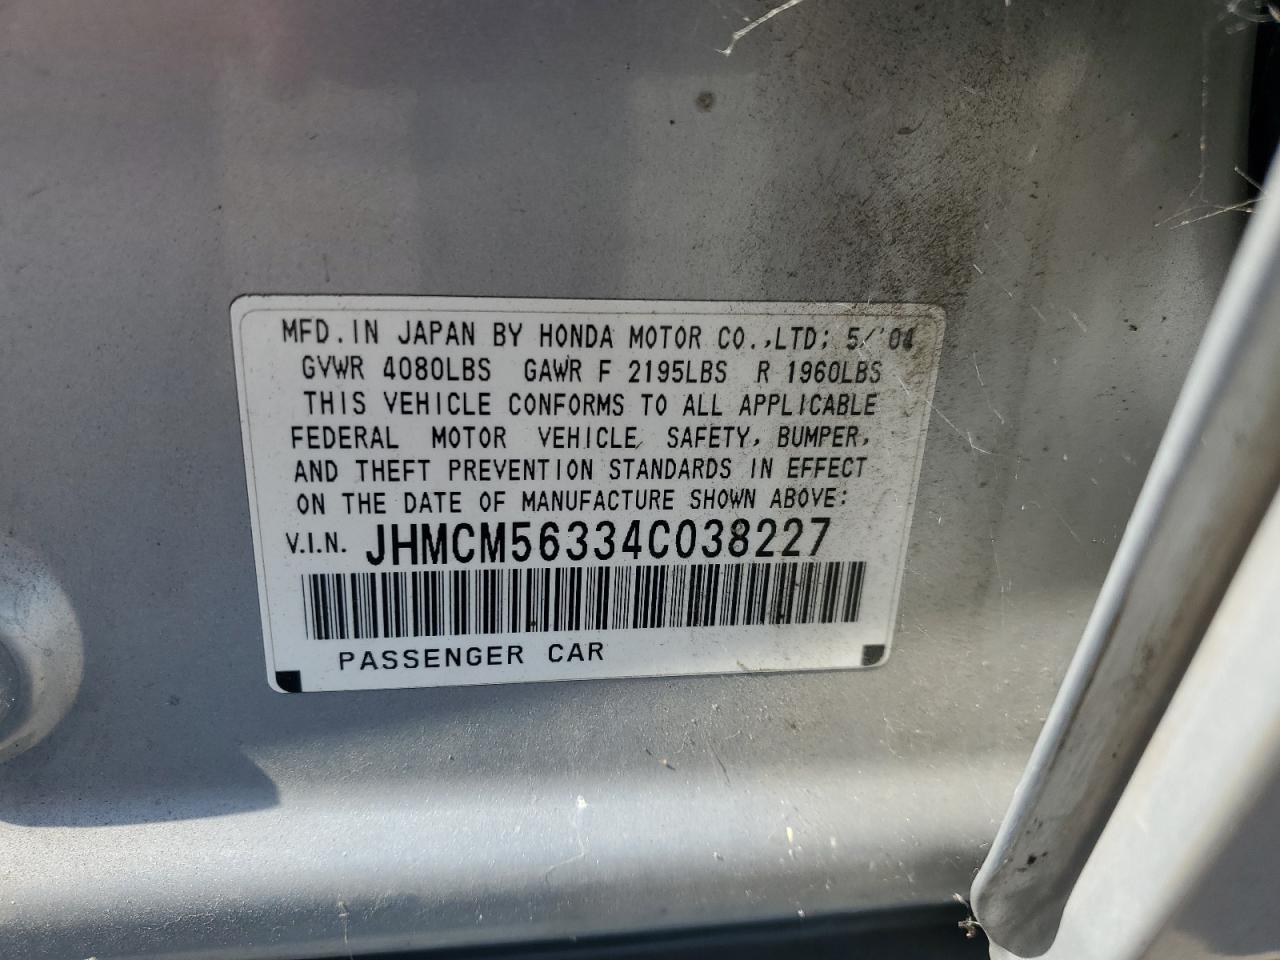 MFD. IN JAPAN BY HONDA MOTOR CO.,LTD; 5/'04
GVWR 4080LBS GAWR F 2195LBS R 1960LBS
THIS VEHICLE CONFORMS TO ALL APPLICABLE
FEDERAL MOTOR VEHICLE SAFETY, BUMPER,
AND THEFT PREVENTION STANDARDS IN EFFECT
ON THE DATE OF MANUFACTURE SHOWN ABOVE:
V.I.N. JHMCM56334C038227
PASSENGER CAR